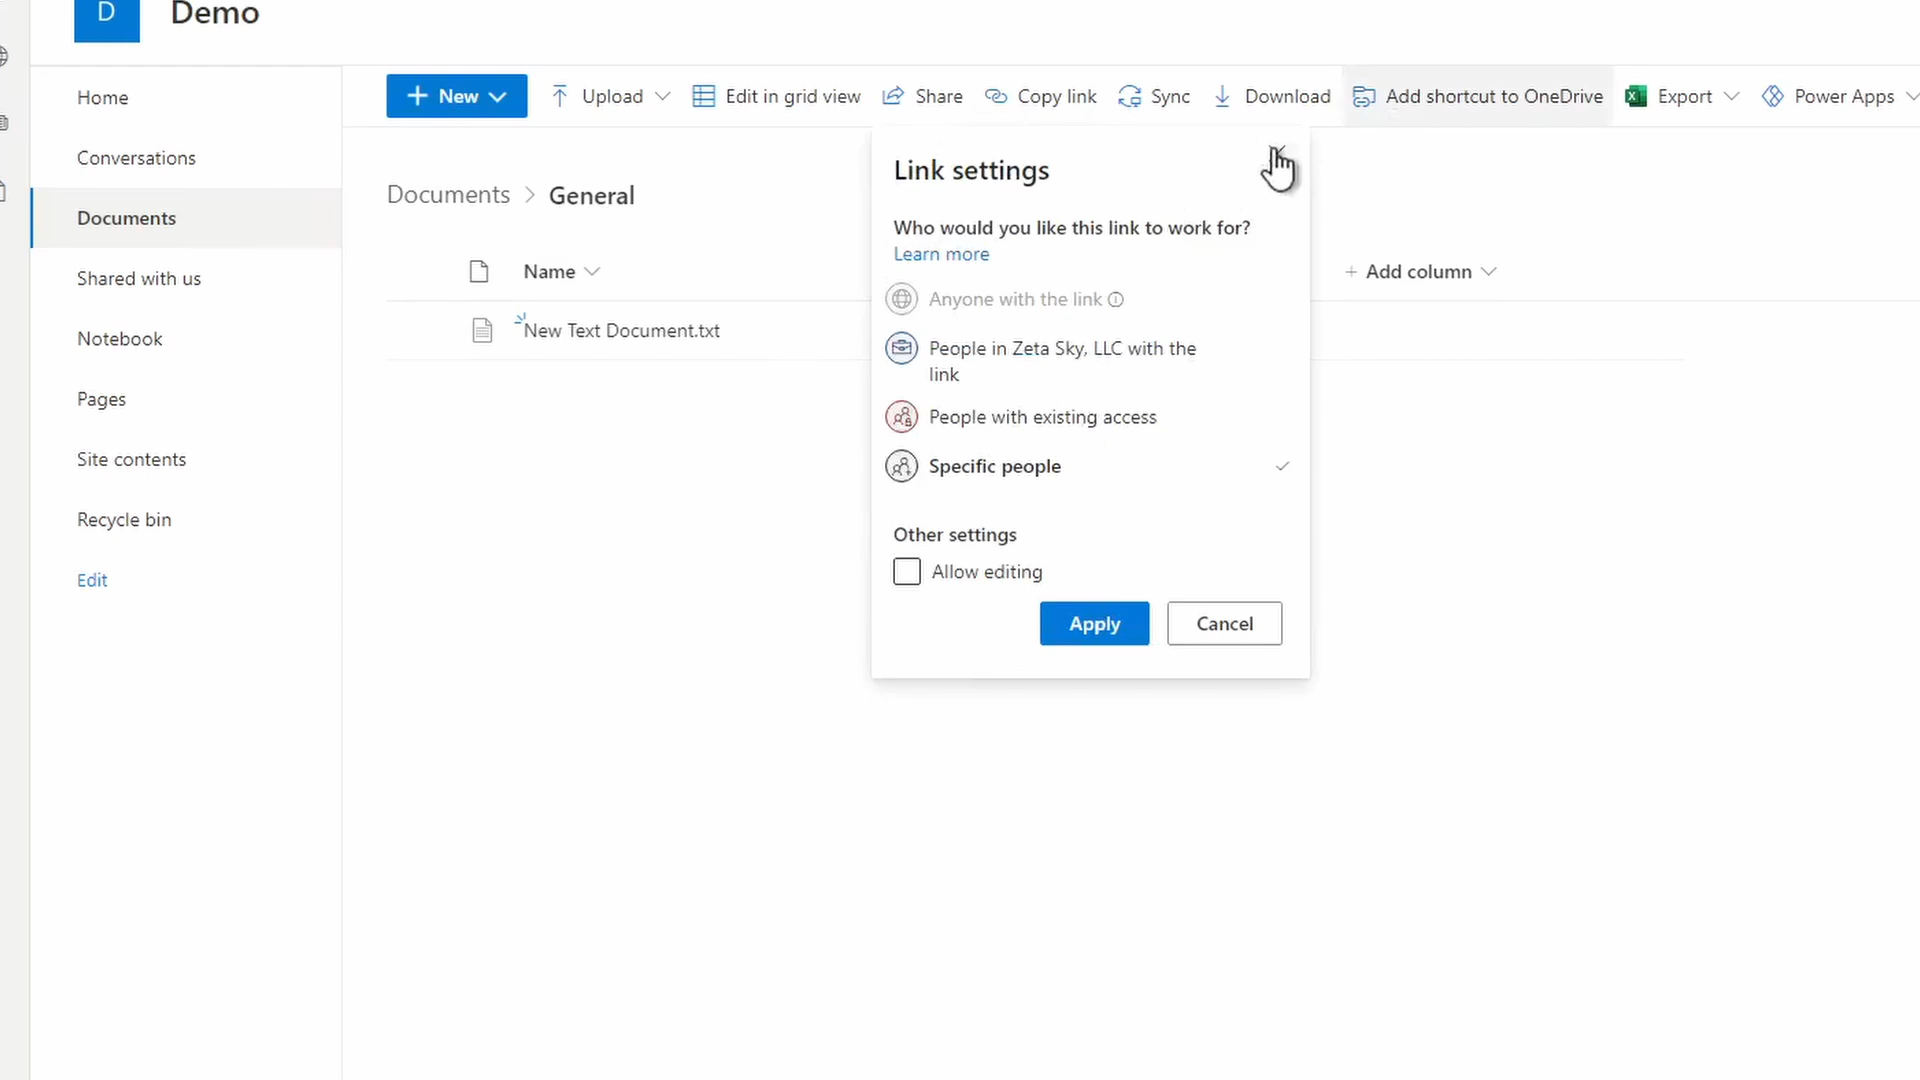 D
Demo
Home
Conversations
Documents
Shared with us
Notebook
Pages
Site contents
Recycle bin
Edit
New
Upload
Edit in grid view
Share
Copy link
Sync
Download
Add shortcut to OneDrive
Export
Power Apps
Documents > General
Name
+ Add column
New Text Document.txt
Link settings
Who would you like this link to work for?
Learn more
Anyone with the link
People in Zeta Sky, LLC with the
link
People with existing access
Specific people
Other settings
Allow editing
Apply
Cancel